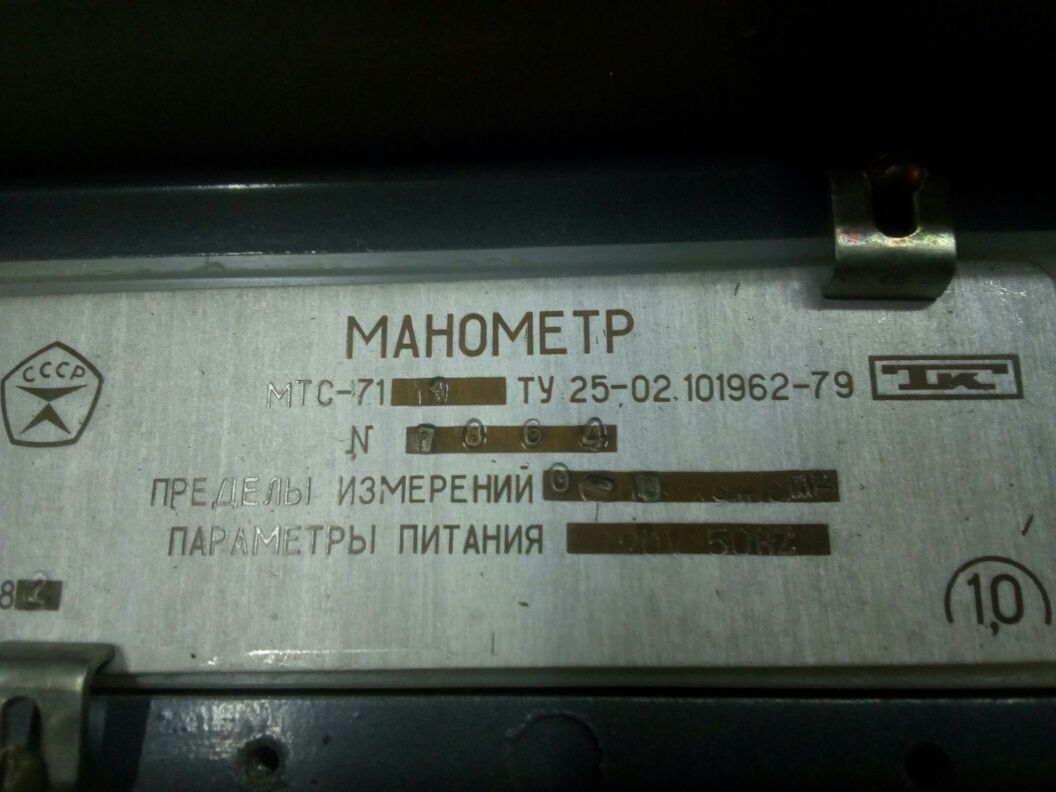 СССР
МАНОМЕТР
МТС-71 ТУ 25-02.101962-79
N 7864
ПРЕДЕЛЫ ИЗМЕРЕНИЙ
ПАРАМЕТРЫ ПИТАНИЯ 50HZ
1,0